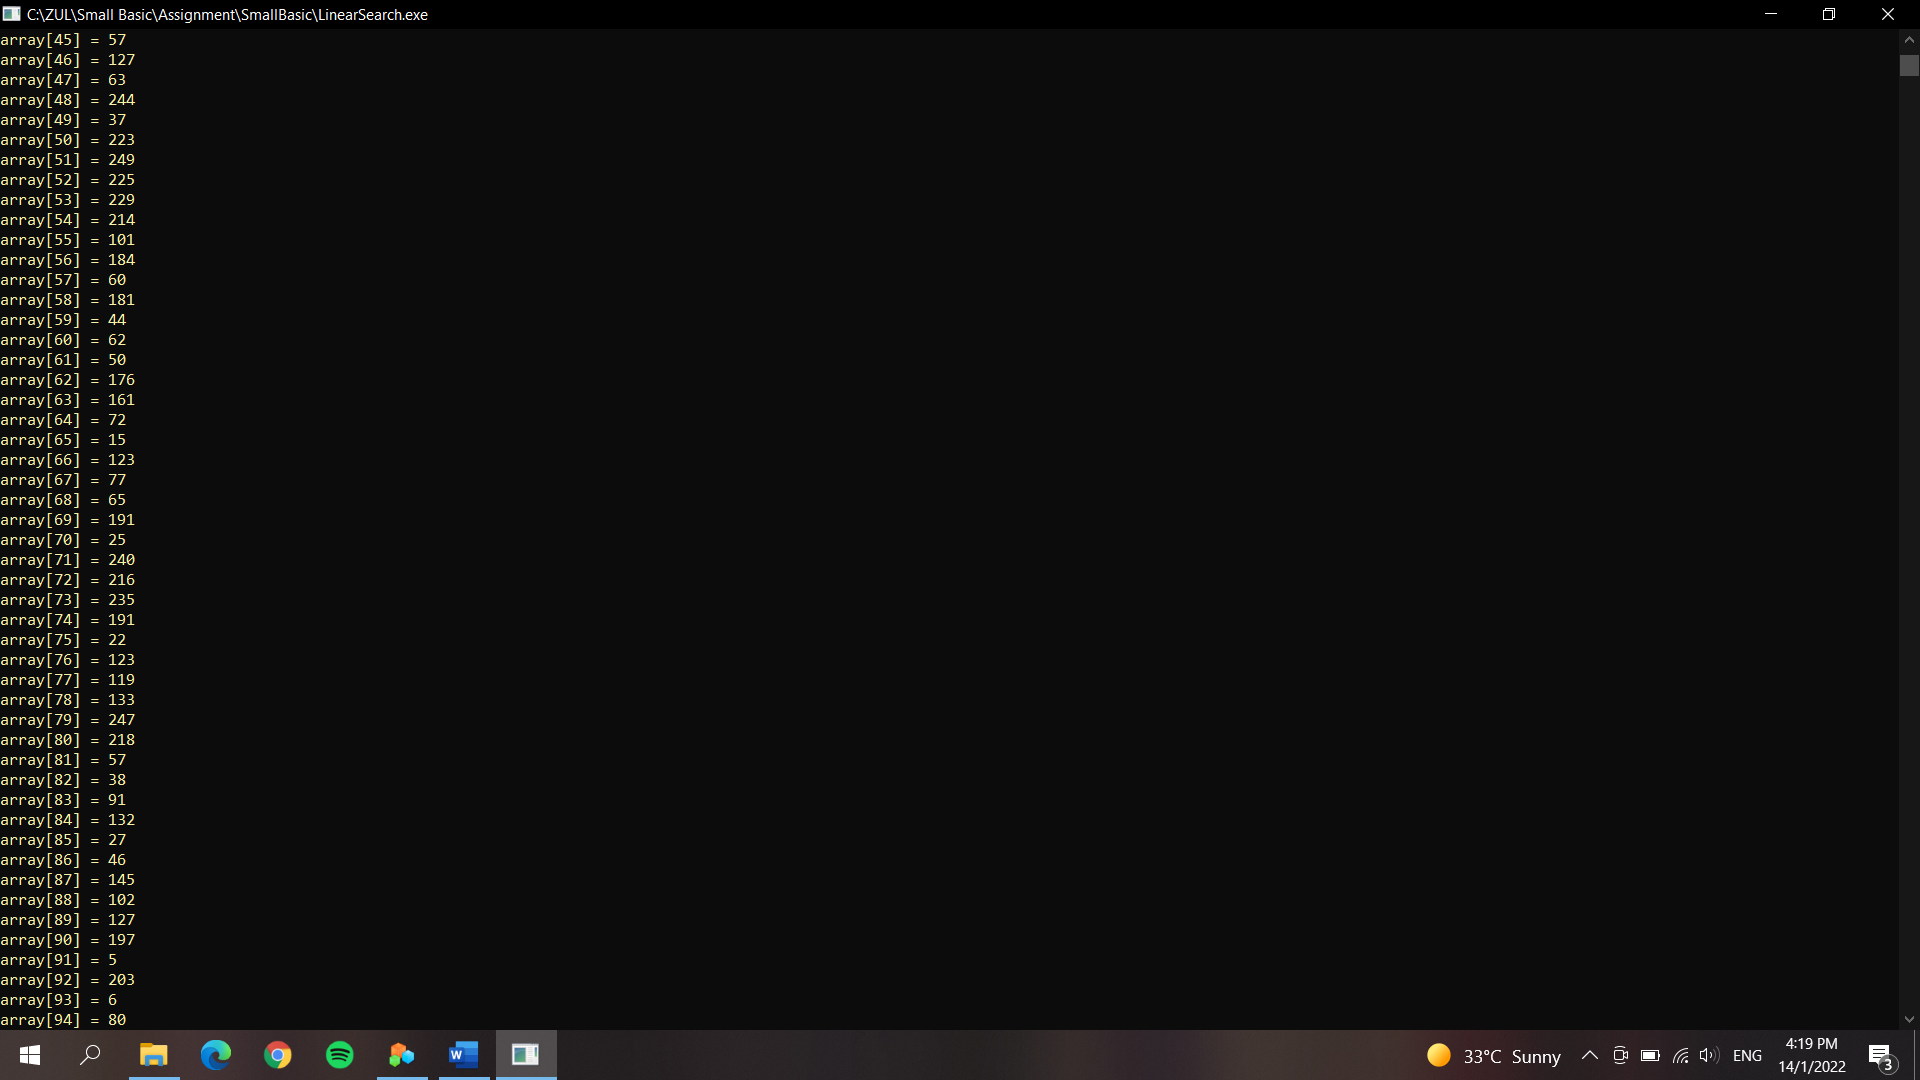 C:\ZUL\Small Basic\Assignment\SmallBasic\LinearSearch.exe
array[45] = 57
array[46] = 127
array[47] = 63
array[48] = 244
array[49] = 37
array[50] = 223
array[51] = 249
array[52] = 225
array[53] = 229
array[54] = 214
array[55] = 101
array[56] = 184
array[57] = 60
array[58] = 181
array[59] = 44
array[60] = 62
array[61] = 50
array[62] = 176
array[63] = 161
array[64] = 72
array[65] = 15
array[66] = 123
array[67] = 77
array[68] = 65
array[69] = 191
array[70] = 25
array[71] = 240
array[72] = 216
array[73] = 235
array[74] = 191
array[75] = 22
array[76] = 123
array[77] = 119
array[78] = 133
array[79] = 247
array[80] = 218
array[81] = 57
array[82] = 38
array[83] = 91
array[84] = 132
array[85] = 27
array[86] = 46
array[87] = 145
array[88] = 102
array[89] = 127
array[90] = 197
array[91] = 5
array[92] = 203
array[93] = 6
array[94] = 80
W
33°C Sunny
ENG
4:19 PM
14/1/2022
3